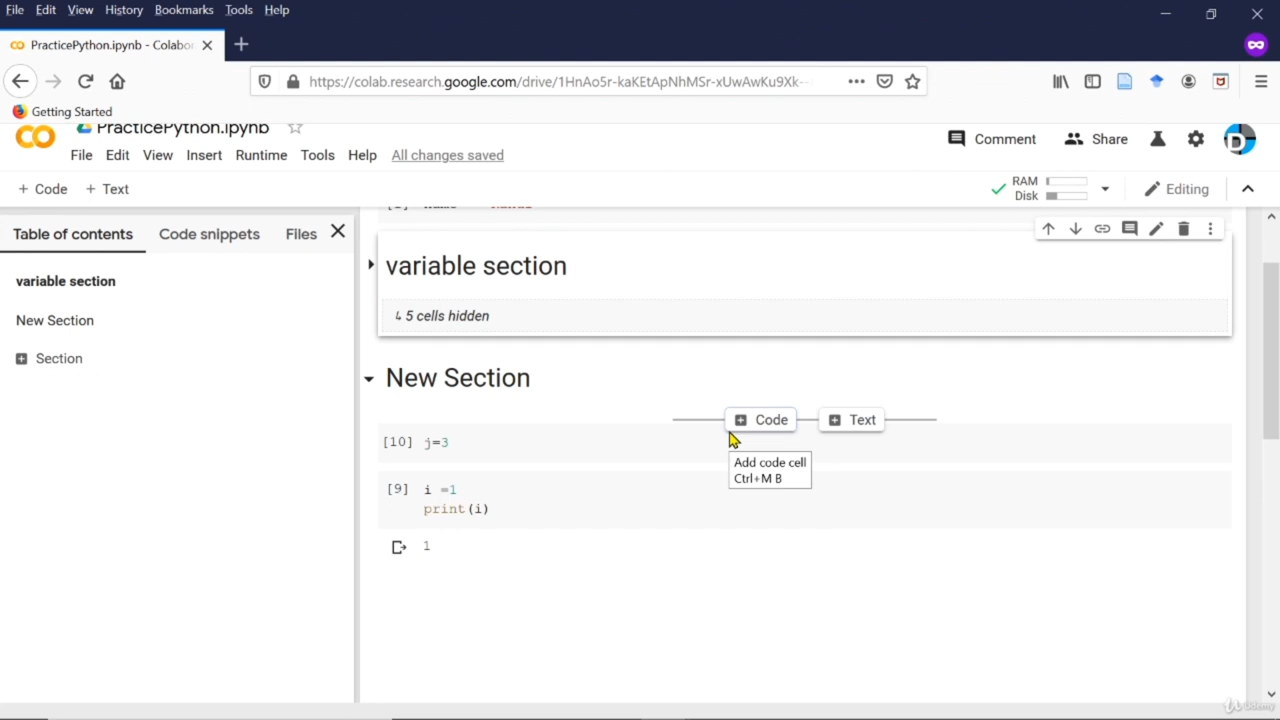 File Edit View History Bookmarks Tools Help
PracticePython.ipynb - Colabor
https://colab.research.google.com/drive/1HnAo5r-kaKEtApNhMSr-xUwAwKu9Xk-
Getting Started
PracticePython.ipynb
Comment Share
File Edit View Insert Runtime Tools Help All changes saved
+ Code + Text
RAM
Disk
Editing
Table of contents Code snippets Files
variable section
New Section
Section
variable section
↳ 5 cells hidden
New Section
Code Text
Add code cell
Ctrl+M B
[10] j=3
[9] i =1
print(i)
1
Udemy